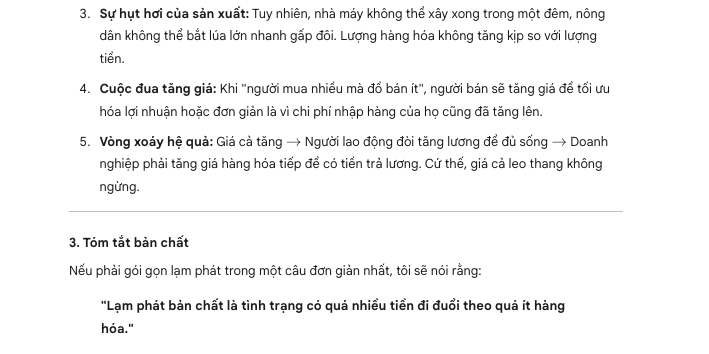 3. Sự hụt hơi của sản xuất: Tuy nhiên, nhà máy không thể xây xong trong một đêm, nông
dân không thể bắt lúa lớn nhanh gấp đôi. Lượng hàng hóa không tăng kịp so với lượng
tiền.
4. Cuộc đua tăng giá: Khi "người mua nhiều mà đồ bán ít", người bán sẽ tăng giá để tối ưu
hóa lợi nhuận hoặc đơn giản là vì chi phí nhập hàng của họ cũng đã tăng lên.
5. Vòng xoáy hệ quả: Giá cả tăng → Người lao động đòi tăng lương để đủ sống → Doanh
nghiệp phải tăng giá hàng hóa tiếp để có tiền trả lương. Cứ thế, giá cả leo thang không
ngừng.
3. Tóm tắt bản chất
Nếu phải gói gọn lạm phát trong một câu đơn giản nhất, tôi sẽ nói rằng:
"Lạm phát bản chất là tình trạng có quá nhiều tiền đi đuổi theo quá ít hàng
hóa."